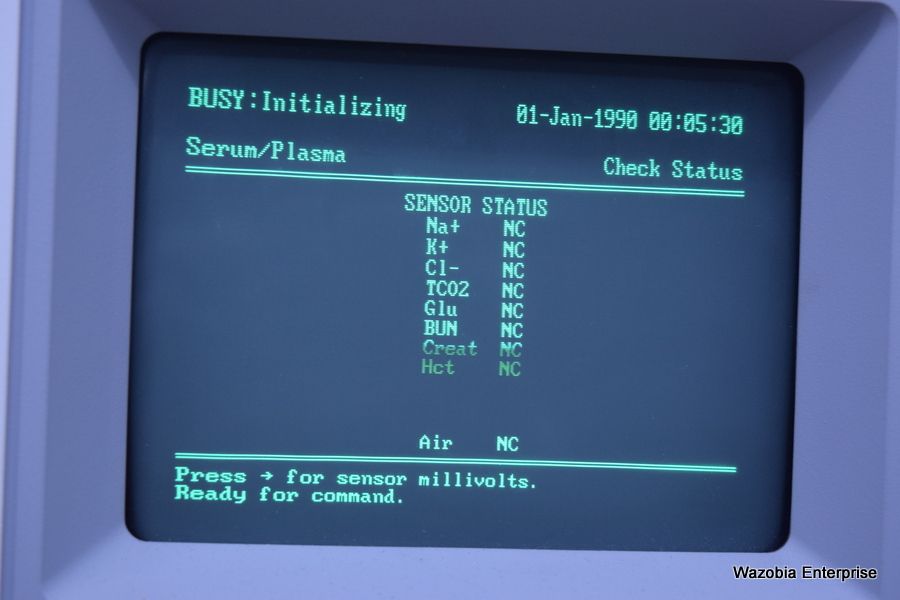 BUSY:Initializing 01-Jan-1990 00:05:30
Serum/Plasma Check Status
SENSOR STATUS
Na+ NC
K+ NC
Cl- NC
TCO2 NC
Glu NC
BUN NC
Creat NC
Hct NC
Air NC
Press → for sensor millivolts.
Ready for command.
Wazobia Enterprise